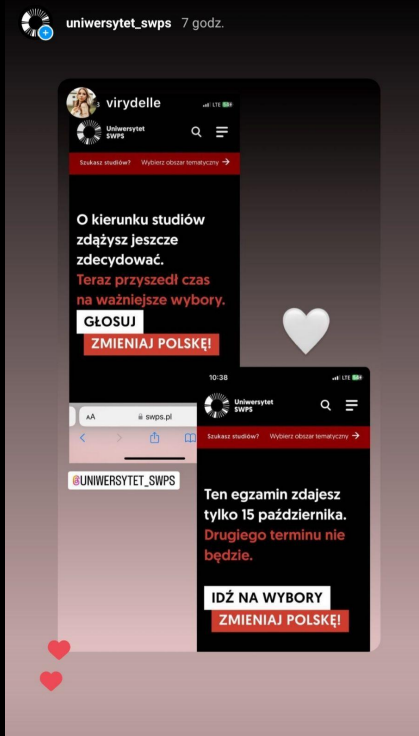 uniwersytet_swps 7 godz.
virydelle
LTE
Uniwersytet
SWPS
Szukasz studiów? Wybierz obszar tematyczny →
O kierunku studiów
zdążysz jeszcze
zdecydować.
Teraz przyszedł czas
na ważniejsze wybory.
GŁOSUJ
ZMIENIAJ POLSKĘ!
AA swps.pl
@UNIWERSYTET_SWPS
10:38 LTE
Uniwersytet
SWPS
Szukasz studiów? Wybierz obszar tematyczny →
Ten egzamin zdajesz
tylko 15 października.
Drugiego terminu nie
będzie.
IDŹ NA WYBORY
ZMIENIAJ POLSKĘ!